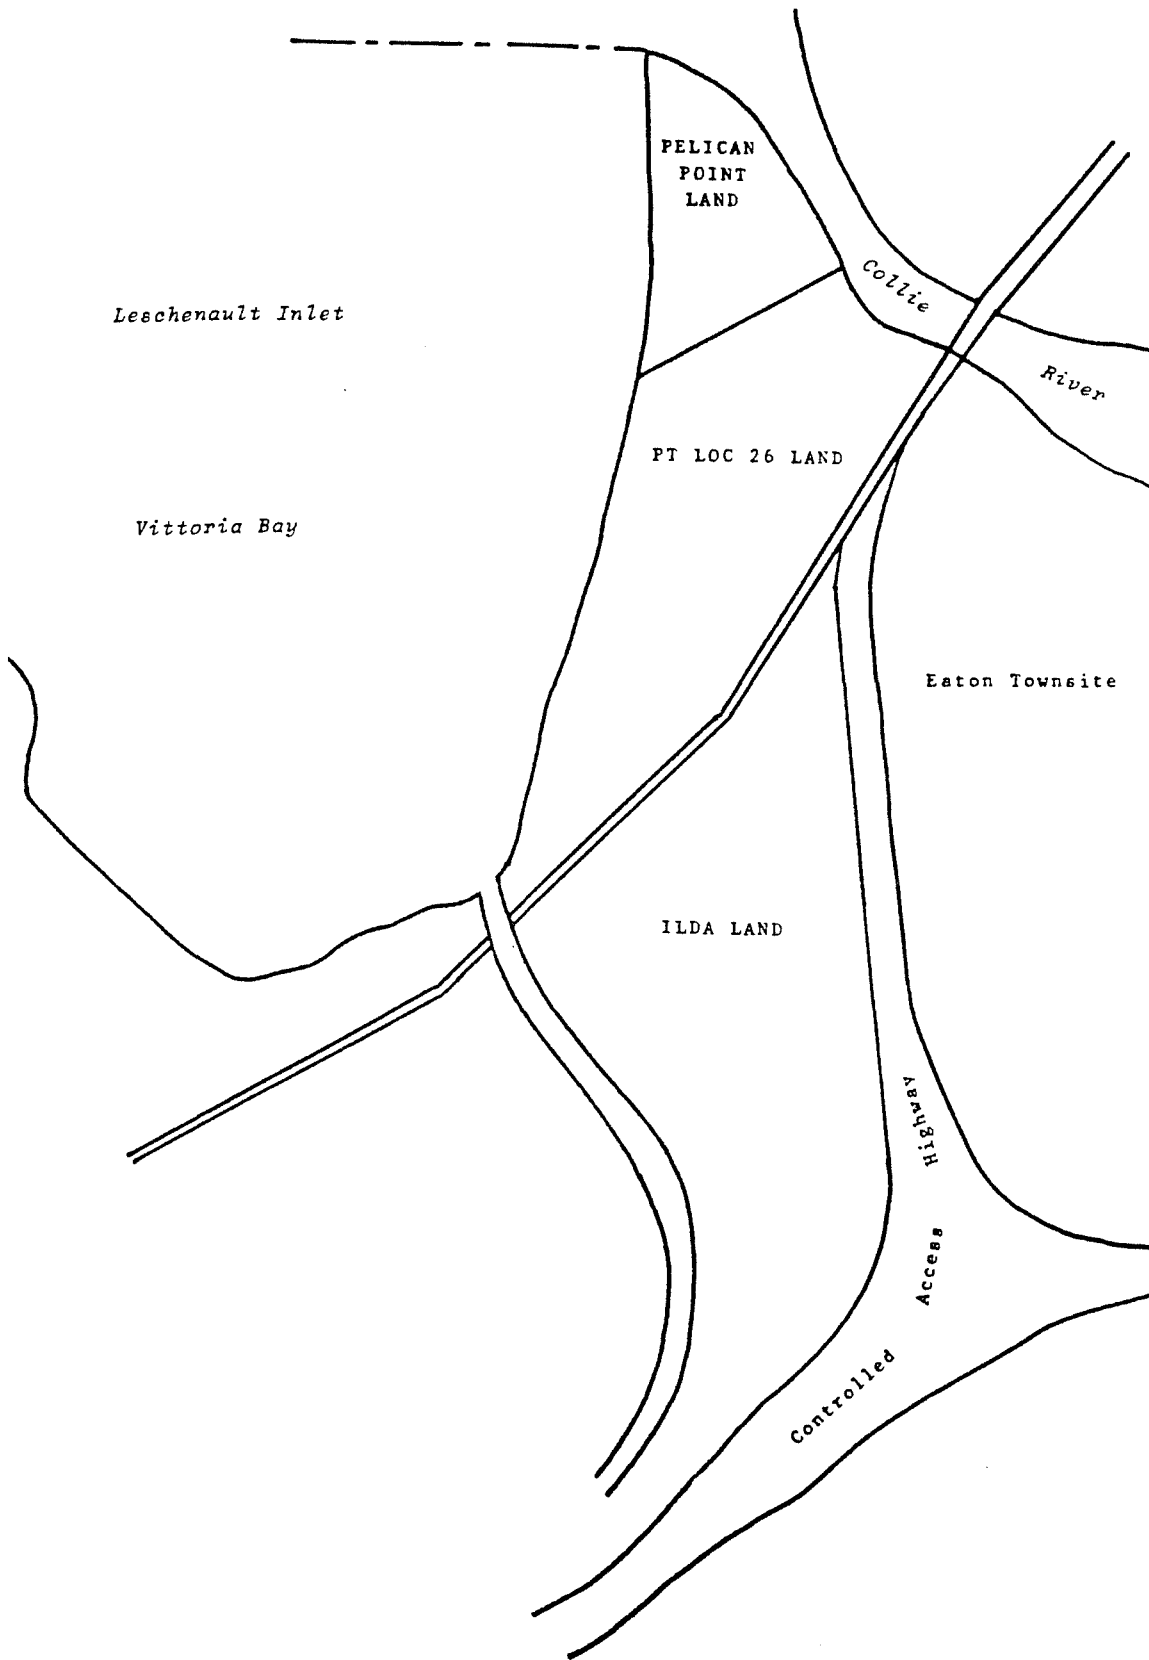 PELICAN
POINT
LAND
Collie
River
Leschenault Inlet
PT LOC 26 LAND
Vittoria Bay
Eaton Townsite
ILDA LAND
Controlled Access Highway